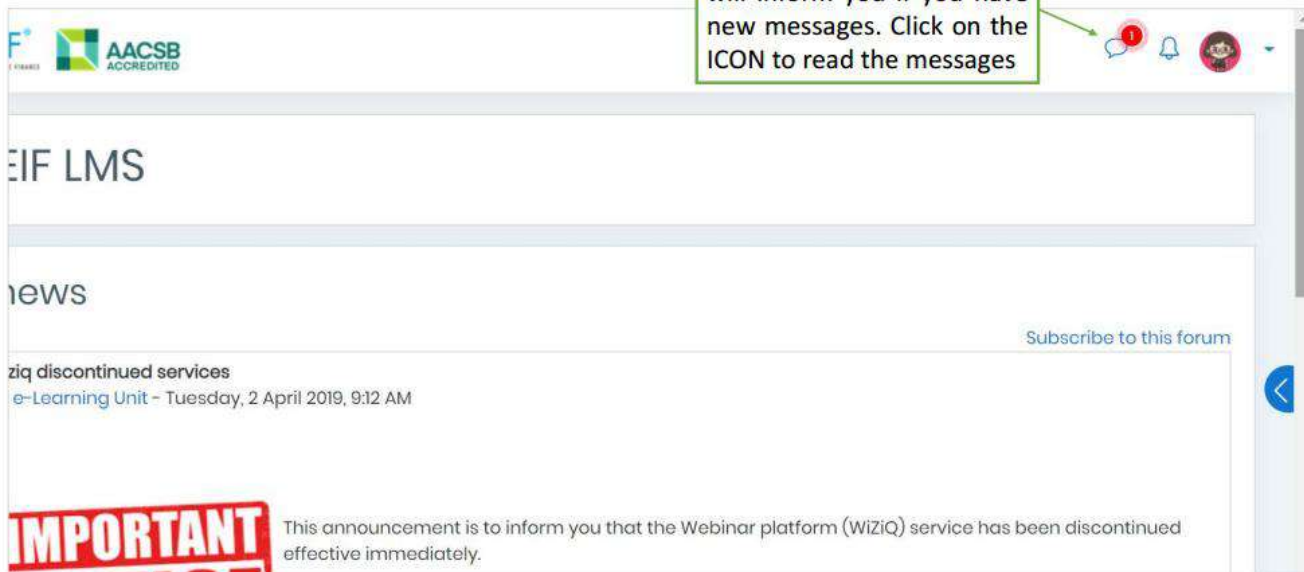 new messages. Click on the
ICON to read the messages
1
AACSB
ACCREDITED
FINANCE
EIF LMS
news
Subscribe to this forum
ziq discontinued services
e-Learning Unit - Tuesday, 2 April 2019, 9:12 AM
IMPORTANT
This announcement is to inform you that the Webinar platform (WiZiQ) service has been discontinued
effective immediately.